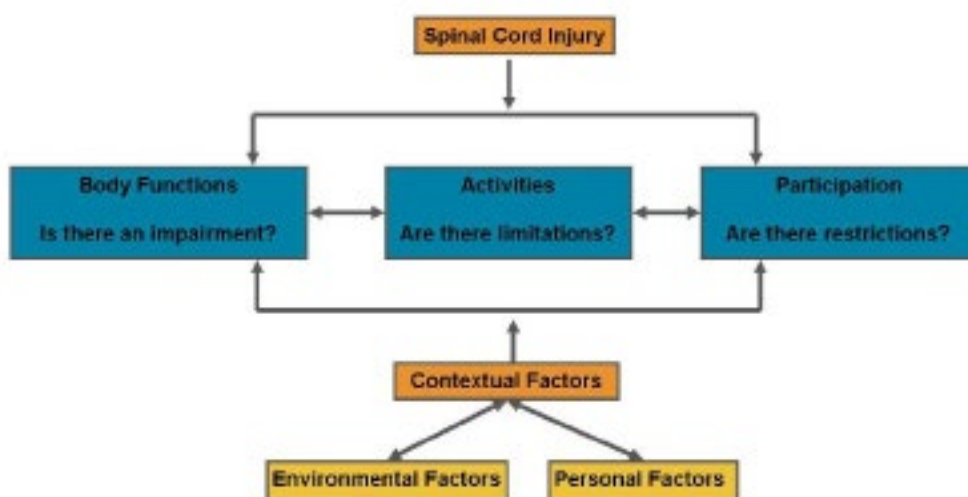 Spinal Cord Injury
Body Functions
Is there an impairment?
Activities
Are there limitations?
Participation
Are there restrictions?
Contextual Factors
Environmental Factors
Personal Factors